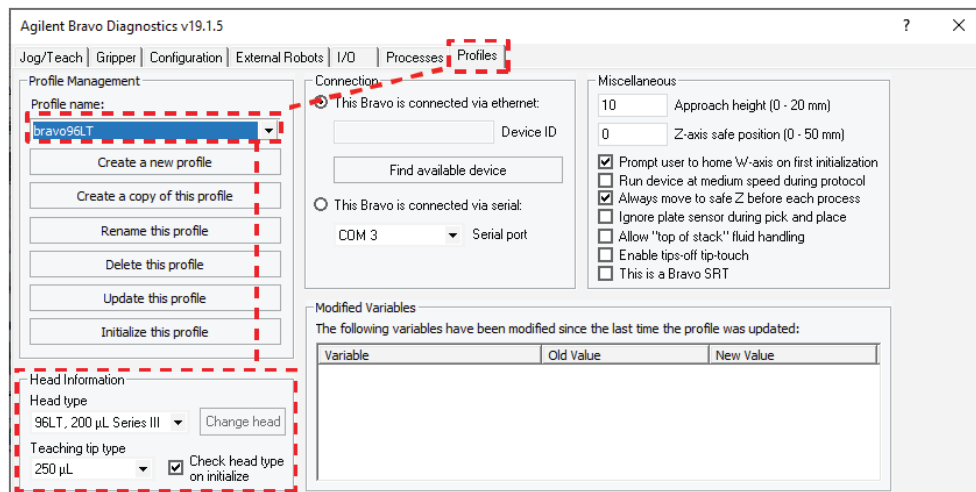 Agilent Bravo Diagnostics v19.1.5
?
X
Jog/Teach
Gripper
Configuration
External Robots
I/O
Processes
Profiles
Profile Management
Profile name:
bravo96LT
Create a new profile
Create a copy of this profile
Rename this profile
Delete this profile
Update this profile
Initialize this profile
Head Information
Head type
96LT, 200 µL Series III
Change head
Teaching tip type
250 µL
Check head type
on initialize
Connection
This Bravo is connected via ethernet:
Device ID
Find available device
This Bravo is connected via serial:
COM 3
Serial port
Miscellaneous
10 Approach height (0 - 20 mm)
0 Z-axis safe position (0 - 50 mm)
Prompt user to home W-axis on first initialization
Run device at medium speed during protocol
Always move to safe Z before each process
Ignore plate sensor during pick and place
Allow "top of stack" fluid handling
Enable tips-off tip-touch
This is a Bravo SRT
Modified Variables
The following variables have been modified since the last time the profile was updated:
Variable
Old Value
New Value